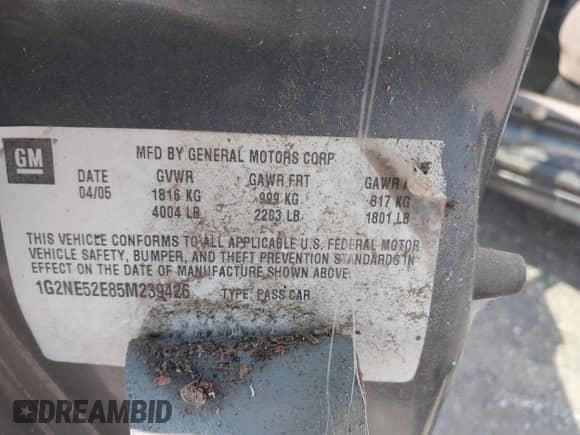 GM
MFD BY GENERAL MOTORS CORP
DATE GVWR GAWR FRT GAWR
04/05 1816 KG 999 KG 817 KG
4004 LB 2203 LB 1801 LB
THIS VEHICLE CONFORMS TO ALL APPLICABLE U.S. FEDERAL MOTOR
VEHICLE SAFETY, BUMPER, AND THEFT PREVENTION STANDARDS IN
EFFECT ON THE DATE OF MANUFACTURE SHOWN ABOVE.
1G2NE52E85M239426 TYPE: PASS CAR
DREAMBID